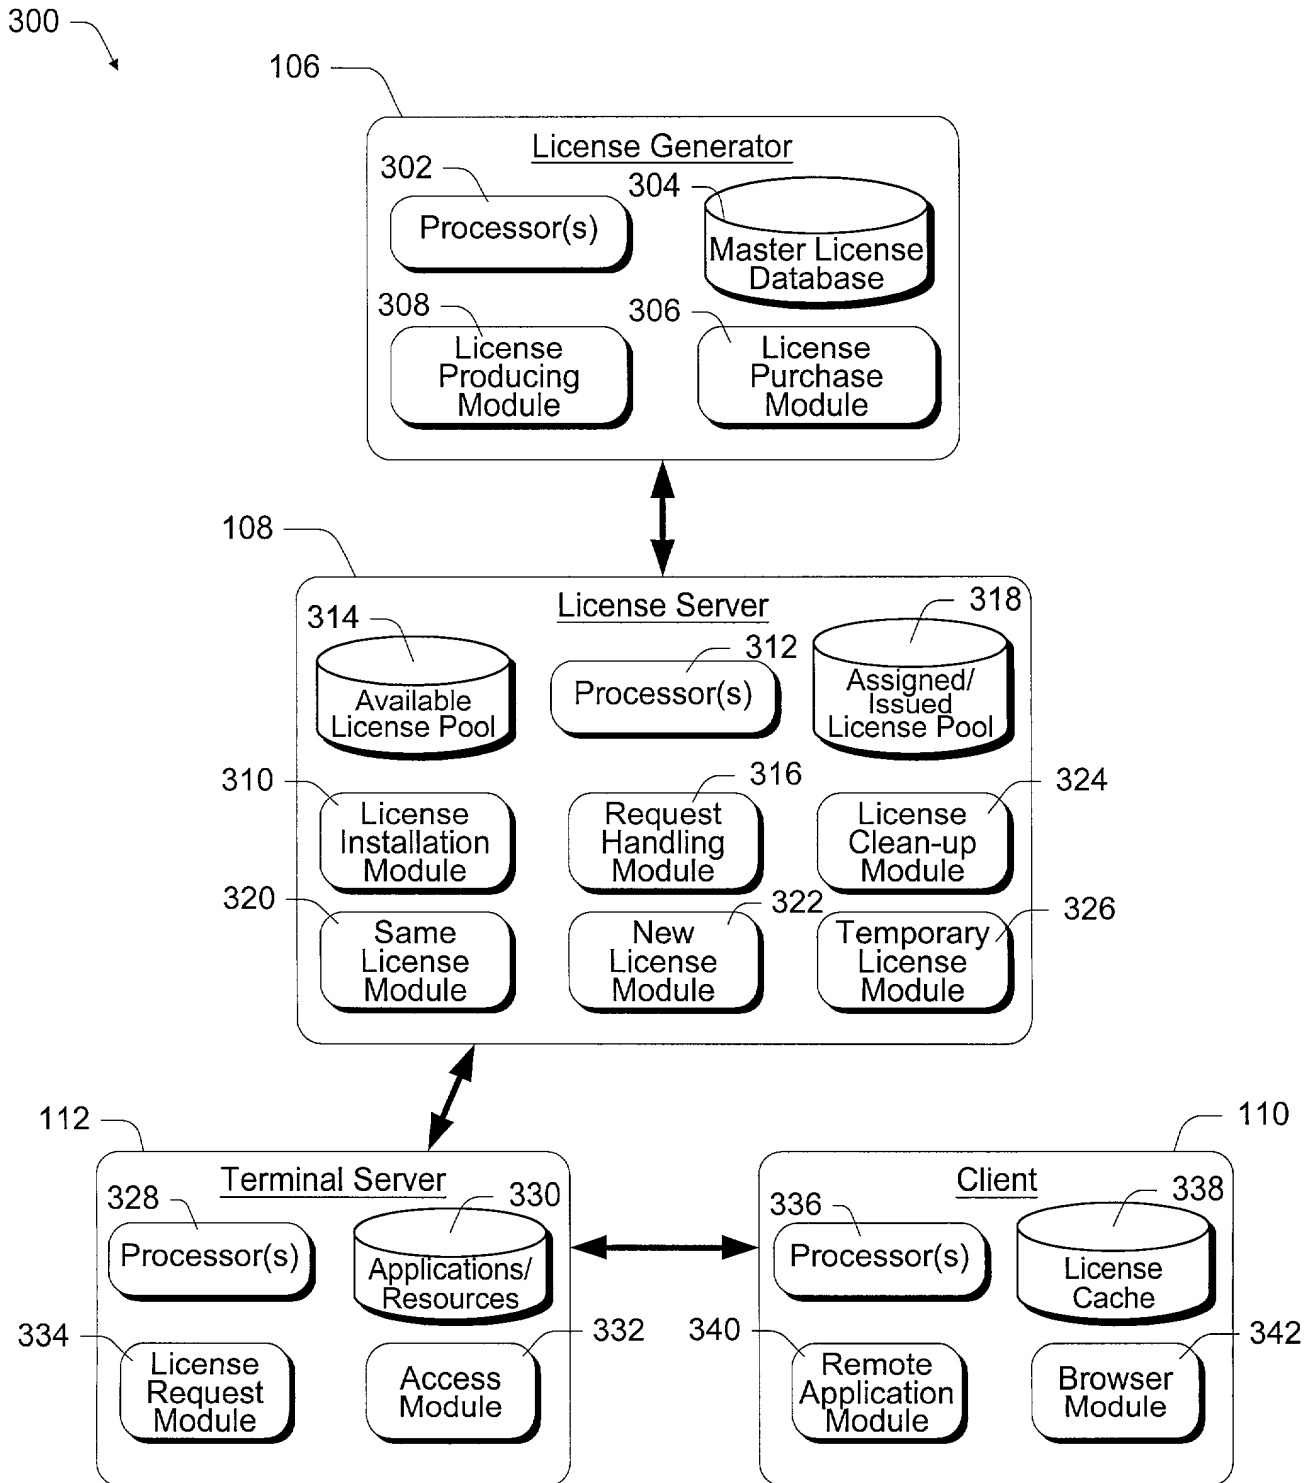 300
106
License Generator
302
304
Processor(s)
Master License
Database
308
306
License
Producing
Module
License
Purchase
Module
108
License Server
314
312
318
Available
License Pool
Processor(s)
Assigned/
Issued
License Pool
310
316
324
License
Installation
Module
Request
Handling
Module
License
Clean-up
Module
320
322
326
Same
License
Module
New
License
Module
Temporary
License
Module
112
110
Terminal Server
328
330
Processor(s)
Applications/
Resources
334
332
License
Request
Module
Access
Module
Client
336
338
Processor(s)
License
Cache
340
342
Remote
Application
Module
Browser
Module